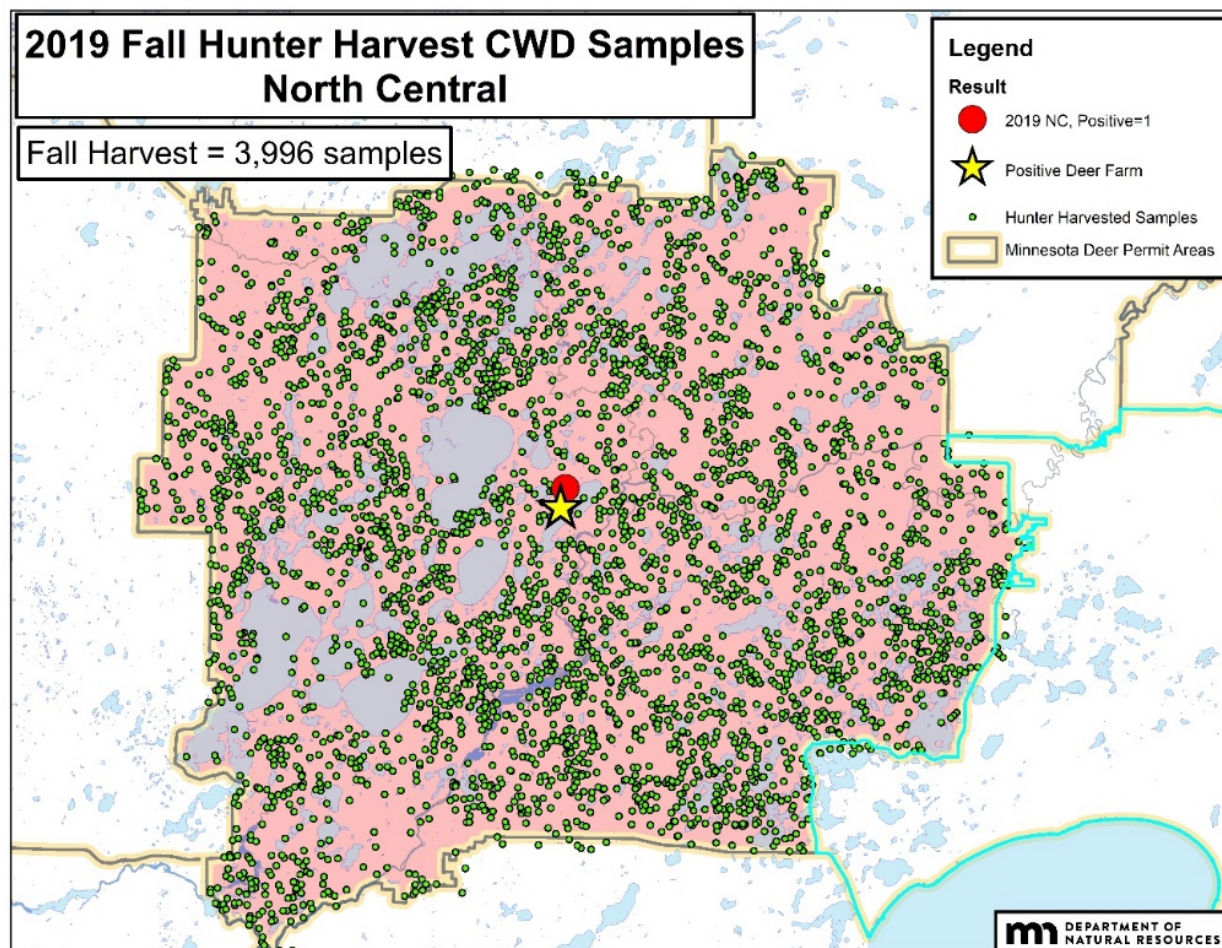 2019 Fall Hunter Harvest CWD Samples
North Central
Fall Harvest = 3,996 samples
Legend
Result
2019 NC, Positive=1
Positive Deer Farm
Hunter Harvested Samples
Minnesota Deer Permit Areas
DEPARTMENT OF
NATURAL RESOURCES